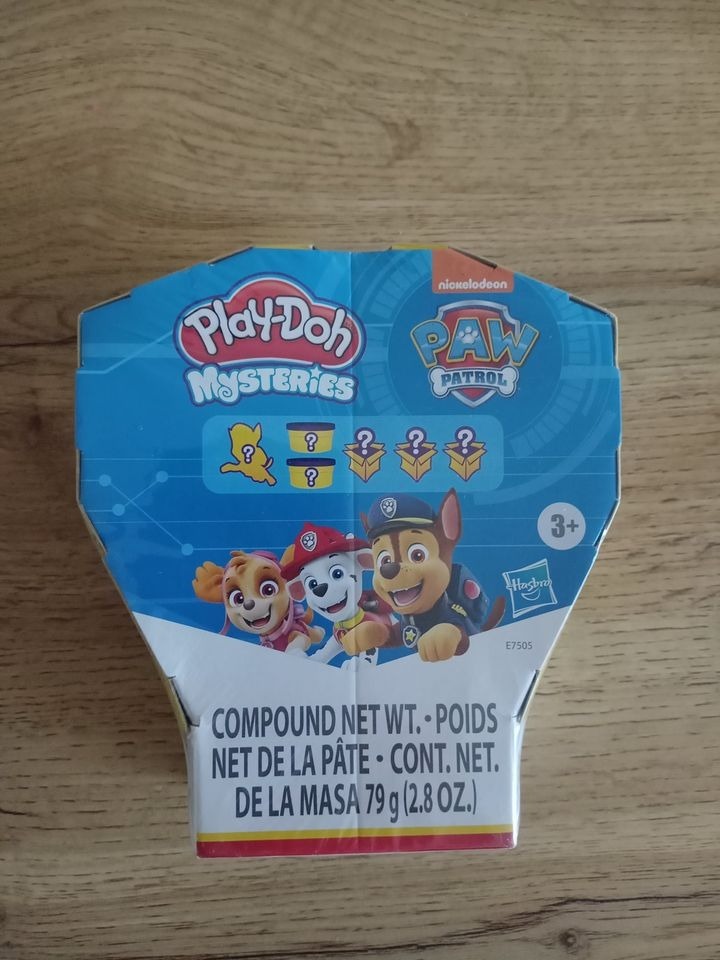 nickelodeon
Play-Doh
MYSTERIES
PAW
PATROL
? ? ? ? ?
?
3+
Hasbro
E7505
COMPOUND NET WT. • POIDS
NET DE LA PÂTE • CONT. NET.
DE LA MASA 79 g (2.8 OZ.)